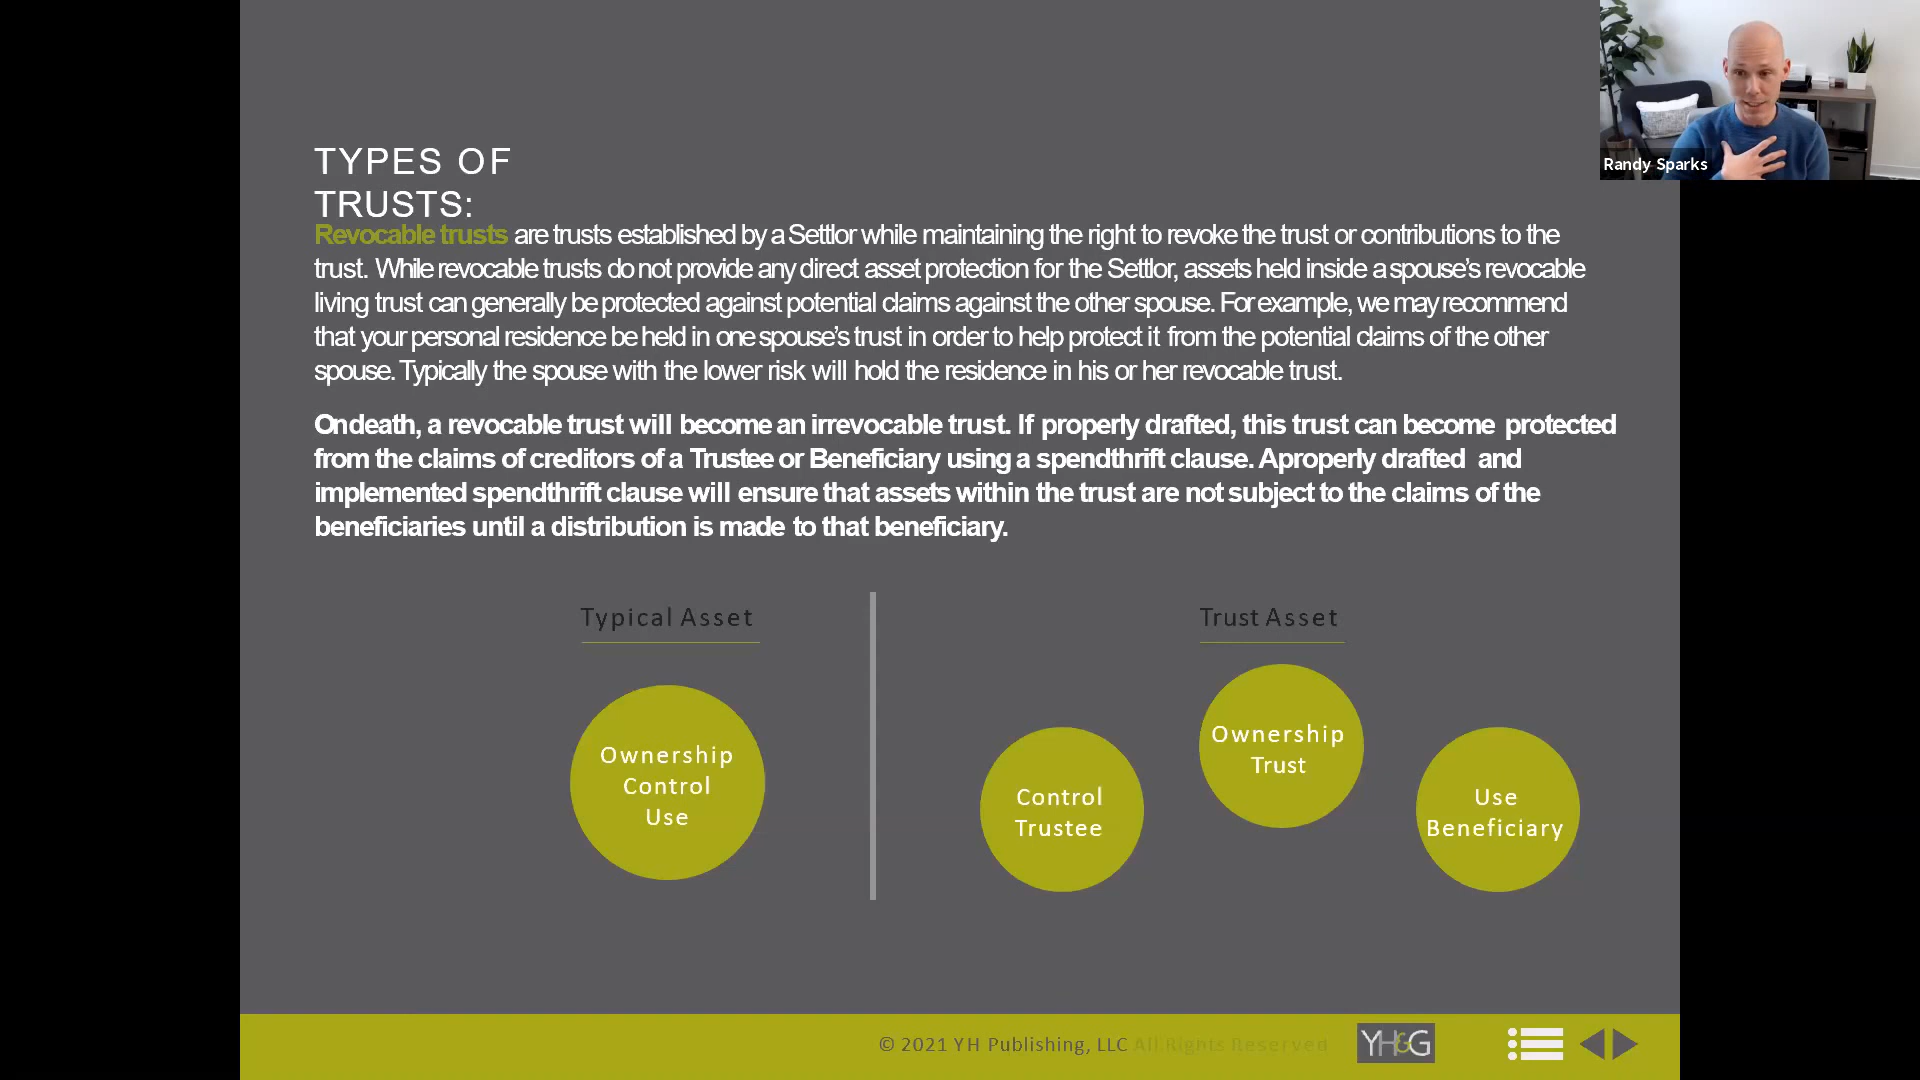 Randy Sparks
TYPES OF
TRUSTS:
Revocable trusts are trusts established by a Settlor while maintaining the right to revoke the trust or contributions to the
trust. While revocable trusts do not provide any direct asset protection for the Settlor, assets held inside a spouse's revocable
living trust can generally be protected against potential claims against the other spouse. For example, we may recommend
that your personal residence be held in one spouse's trust in order to help protect it from the potential claims of the other
spouse. Typically the spouse with the lower risk will hold the residence in his or her revocable trust.
On death, a revocable trust will become an irrevocable trust. If properly drafted, this trust can become protected
from the claims of creditors of a Trustee or Beneficiary using a spendthrift clause. A properly drafted and
implemented spendthrift clause will ensure that assets within the trust are not subject to the claims of the
beneficiaries until a distribution is made to that beneficiary.
Typical Asset
Ownership
Control
Use
Trust Asset
Control
Trustee
Ownership
Trust
Use
Beneficiary
© 2021 YH Publishing, LLC All Rights Reserved
YH&G